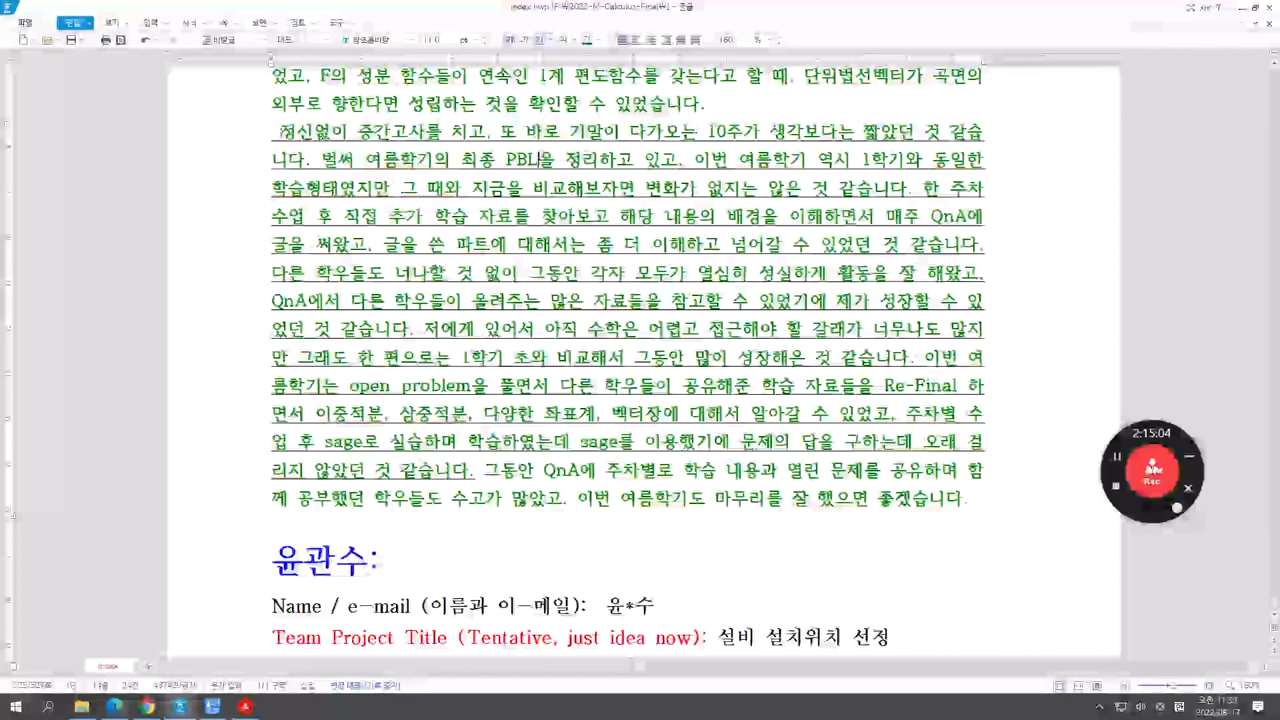 index.hwp [F:\2022-M-Calculus-Final\] - 한글
었고, F의 성분 함수들이 연속인 1계 편도함수를 갖는다고 할 때, 단위법선벡터가 곡면의
외부로 향한다면 성립하는 것을 확인할 수 있었습니다.
정신없이 중간고사를 치고, 또 바로 기말이 다가오는 10주가 생각보다는 짧았던 것 같습
니다. 벌써 여름학기의 최종 PBL을 정리하고 있고, 이번 여름학기 역시 1학기와 동일한
학습형태였지만 그 때와 지금을 비교해보자면 변화가 없지는 않은 것 같습니다. 한 주차
수업 후 직접 추가 학습 자료를 찾아보고 해당 내용의 배경을 이해하면서 매주 QnA에
글을 써왔고, 글을 쓴 파트에 대해서는 좀 더 이해하고 넘어갈 수 있었던 것 같습니다.
다른 학우들도 너나할 것 없이 그동안 각자 모두가 열심히 성실하게 활동을 잘 해왔고,
QnA에서 다른 학우들이 올려주는 많은 자료들을 참고할 수 있었기에 제가 성장할 수 있
었던 것 같습니다. 저에게 있어서 아직 수학은 어렵고 접근해야 할 갈래가 너무나도 많지
만 그래도 한 편으로는 1학기 초와 비교해서 그동안 많이 성장해온 것 같습니다. 이번 여
름학기는 open problem을 풀면서 다른 학우들이 공유해준 학습 자료들을 Re-Final 하
면서 이중적분, 삼중적분, 다양한 좌표계, 벡터장에 대해서 알아갈 수 있었고, 주차별 수
업 후 sage로 실습하며 학습하였는데 sage를 이용했기에 문제의 답을 구하는데 오래 걸
리지 않았던 것 같습니다. 그동안 QnA에 주차별로 학습 내용과 열린 문제를 공유하며 함
께 공부했던 학우들도 수고가 많았고, 이번 여름학기도 마무리를 잘 했으면 좋겠습니다.
윤관수:
Name / e-mail (이름과 이-메일): 윤*수
Team Project Title (Tentative, just idea now): 설비 설치위치 선정
2:15:04
Rec
2022-08-17